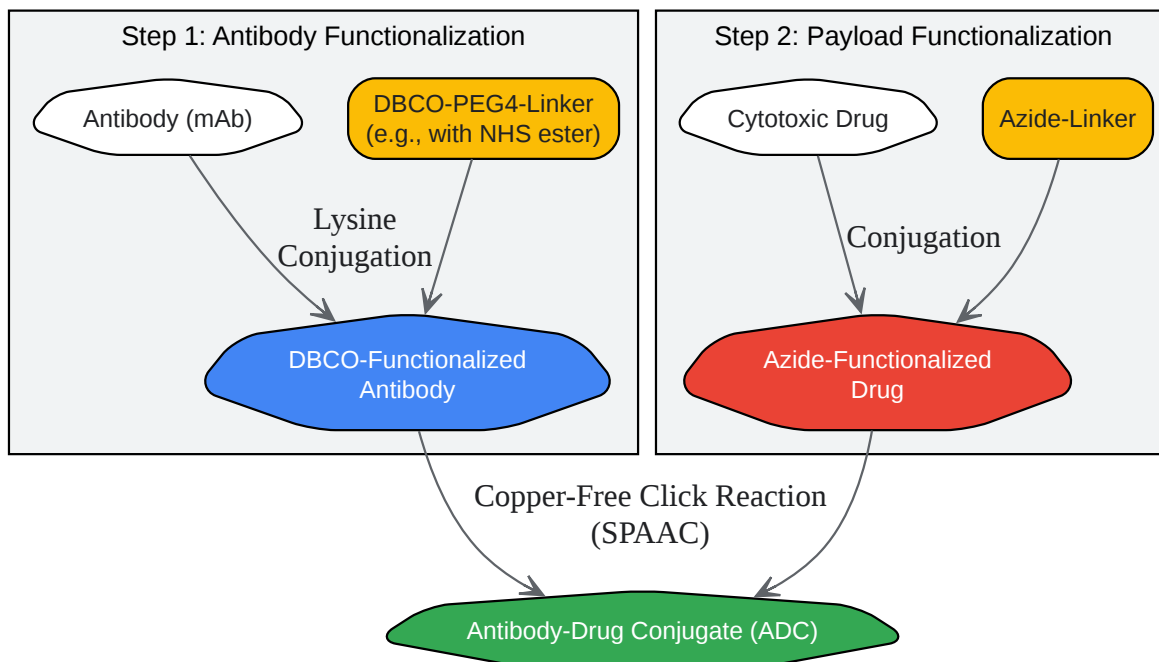 Step 1: Antibody Functionalization
Antibody (mAb)
DBCO-PEG4-Linker
(e.g., with NHS ester)
Lysine
Conjugation
DBCO-Functionalized
Antibody
Step 2: Payload Functionalization
Cytotoxic Drug
Azide-Linker
Conjugation
Azide-Functionalized
Drug
Copper-Free Click Reaction
(SPAAC)
Antibody-Drug Conjugate (ADC)